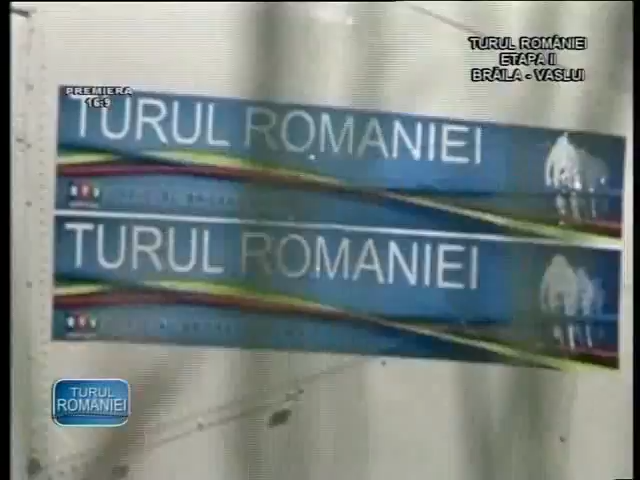 TURUL ROMÂNIEI
ETAPA II
BRĂILA - VASLUI
PREMIERA
16:9
TURUL ROMANIEI
TURUL ROMANIEI
TURUL
ROMANIEI